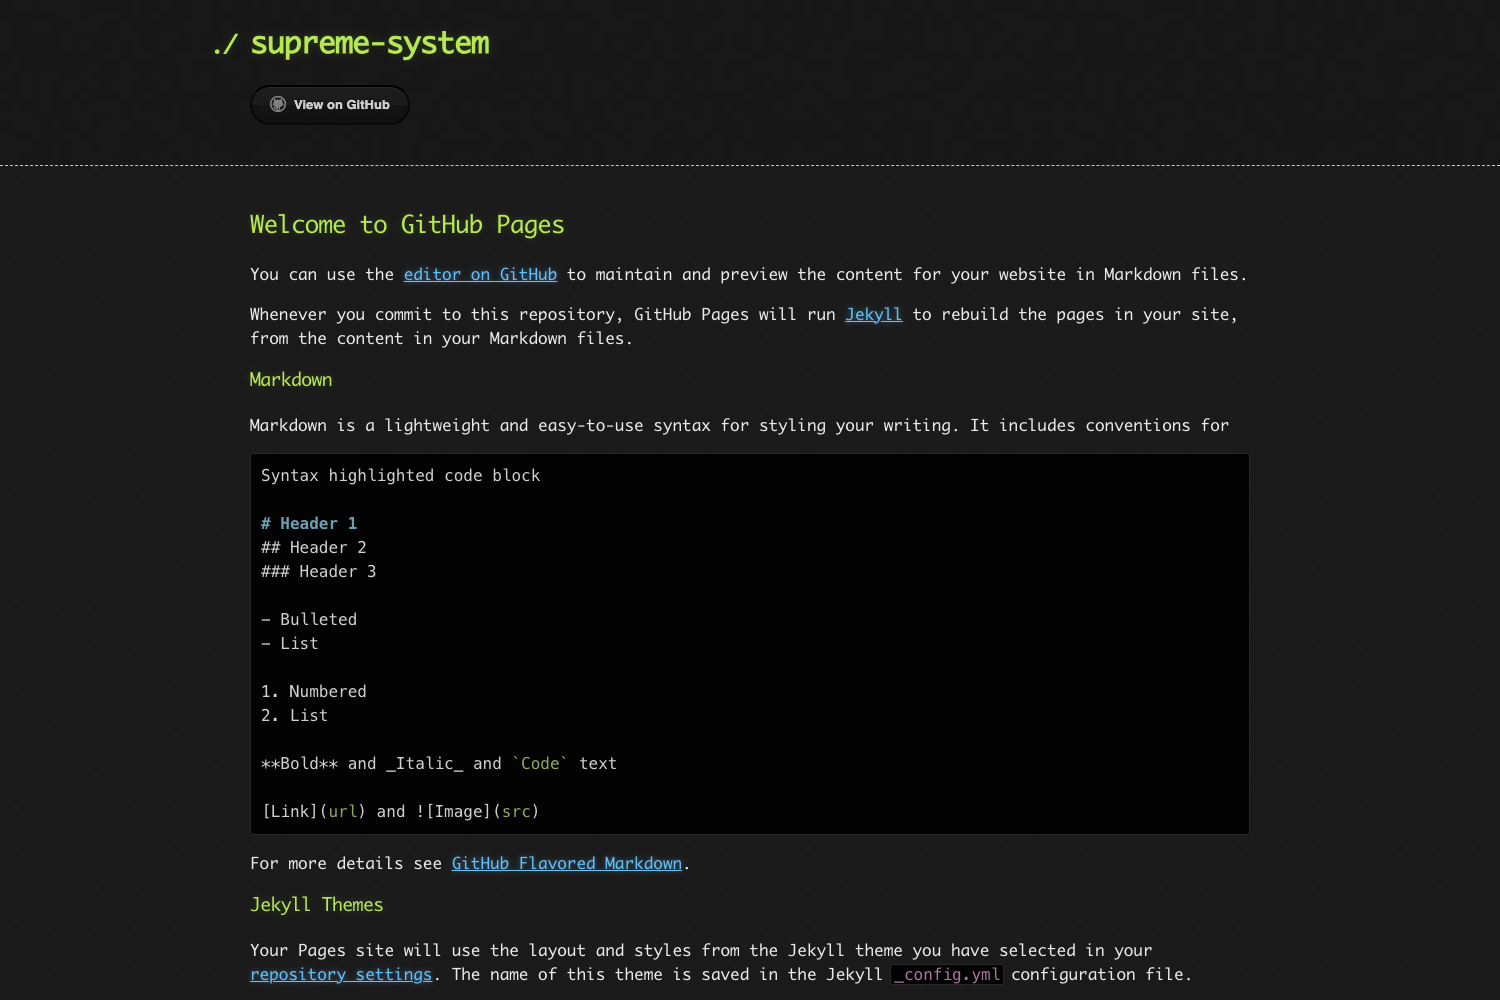 ./ supreme-system
View on GitHub
Welcome to GitHub Pages
You can use the editor on GitHub to maintain and preview the content for your website in Markdown files.
Whenever you commit to this repository, GitHub Pages will run Jekyll to rebuild the pages in your site,
from the content in your Markdown files.
Markdown
Markdown is a lightweight and easy-to-use syntax for styling your writing. It includes conventions for
Syntax highlighted code block
# Header 1
## Header 2
### Header 3
- Bulleted
- List
1. Numbered
2. List
**Bold** and _Italic_ and `Code` text
[Link](url) and ![Image](src)
For more details see GitHub Flavored Markdown.
Jekyll Themes
Your Pages site will use the layout and styles from the Jekyll theme you have selected in your
repository settings. The name of this theme is saved in the Jekyll _config.yml configuration file.